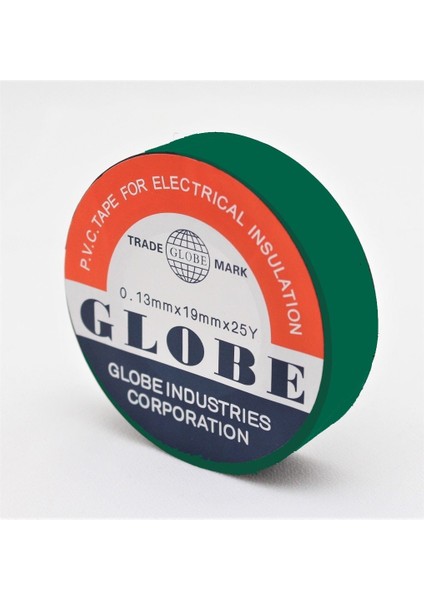 P.V.C. TAPE FOR ELECTRICAL INSULATION
TRADE GLOBE MARK
0.13mmx19mmx25Y
GLOBE
GLOBE INDUSTRIES
CORPORATION